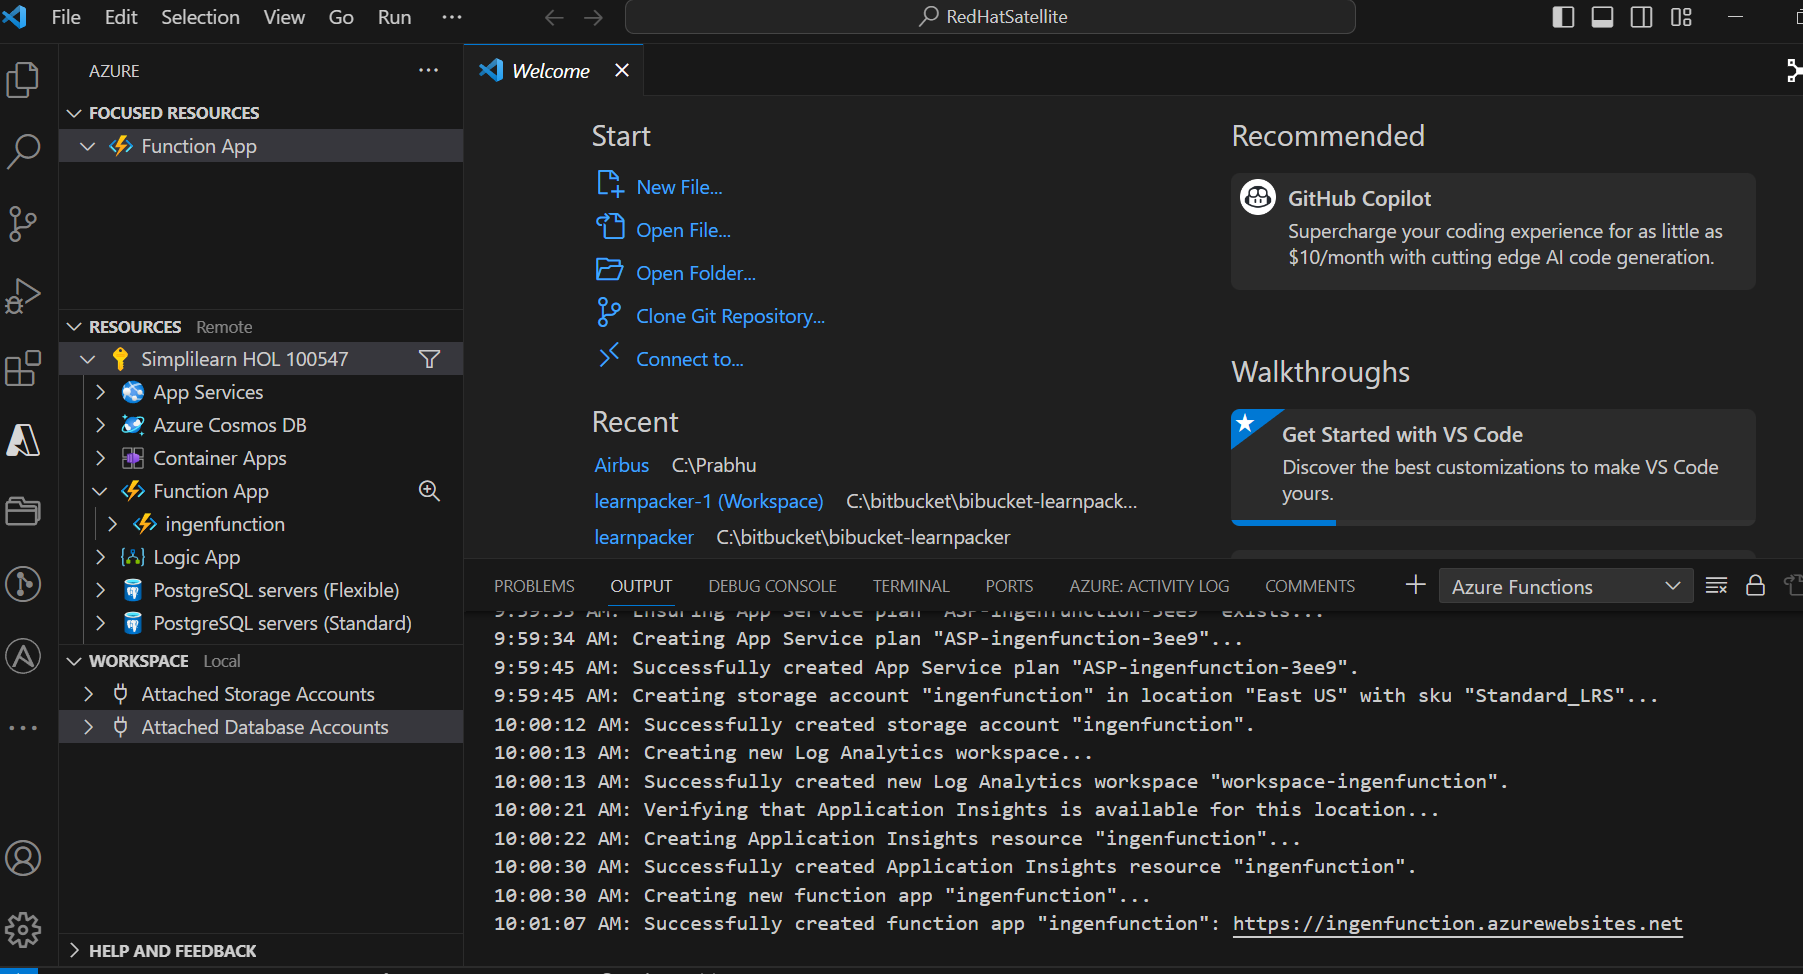 File Edit Selection View Go Run ···
RedHatSatellite
AZURE
FOCUSED RESOURCES
Function App
RESOURCES Remote
Simplilearn HOL 100547
App Services
Azure Cosmos DB
Container Apps
Function App
ingenfunction
Logic App
PostgreSQL servers (Flexible)
PostgreSQL servers (Standard)
WORKSPACE Local
Attached Storage Accounts
Attached Database Accounts
HELP AND FEEDBACK
Welcome
Start
New File...
Open File...
Open Folder...
Clone Git Repository...
Connect to...
Recent
Airbus C:\Prabhu
learnpacker-1 (Workspace) C:\bitbucket\bibucket-learnpack...
learnpacker C:\bitbucket\bibucket-learnpacker
Recommended
GitHub Copilot
Supercharge your coding experience for as little as
$10/month with cutting edge AI code generation.
Walkthroughs
Get Started with VS Code
Discover the best customizations to make VS Code
yours.
PROBLEMS OUTPUT DEBUG CONSOLE TERMINAL PORTS AZURE: ACTIVITY LOG COMMENTS
Azure Functions
9:59:33 AM: Ensuring App Service plan "ASP-ingenfunction-3ee9" exists...
9:59:34 AM: Creating App Service plan "ASP-ingenfunction-3ee9"...
9:59:45 AM: Successfully created App Service plan "ASP-ingenfunction-3ee9".
9:59:45 AM: Creating storage account "ingenfunction" in location "East US" with sku "Standard_LRS"...
10:00:12 AM: Successfully created storage account "ingenfunction".
10:00:13 AM: Creating new Log Analytics workspace...
10:00:13 AM: Successfully created new Log Analytics workspace "workspace-ingenfunction".
10:00:21 AM: Verifying that Application Insights is available for this location...
10:00:22 AM: Creating Application Insights resource "ingenfunction"...
10:00:30 AM: Successfully created Application Insights resource "ingenfunction".
10:00:30 AM: Creating new function app "ingenfunction"...
10:01:07 AM: Successfully created function app "ingenfunction": https://ingenfunction.azurewebsites.net